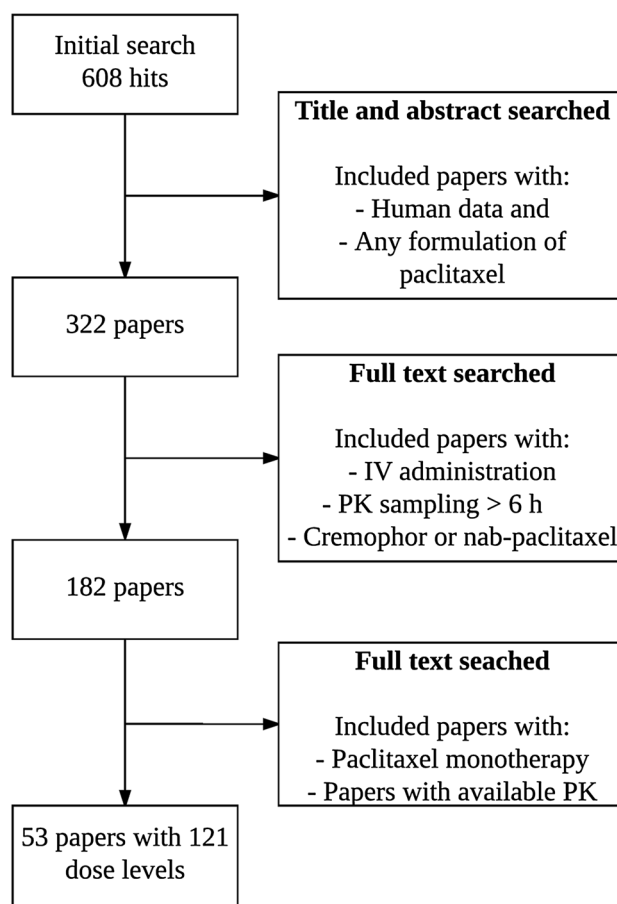 Initial search
608 hits
Title and abstract searched
Included papers with:
- Human data and
- Any formulation of
paclitaxel
322 papers
Full text searched
Included papers with:
- IV administration
- PK sampling > 6 h
- Cremophor or nab-paclitaxel
182 papers
Full text seached
Included papers with:
- Paclitaxel monotherapy
- Papers with available PK
53 papers with 121
dose levels